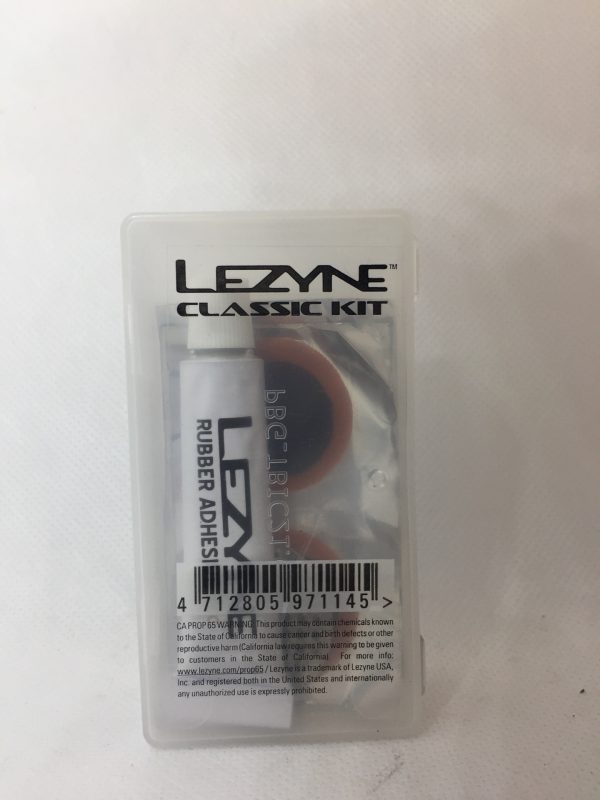 LEZYNE™
CLASSIC KIT
LEZYNE
RUBBER ADHESI
4 712805 971145 >
CA PROP 65 WARNING: This product may contain chemicals known
to the State of California to cause cancer and birth defects or other
reproductive harm (California law requires this warning to be given
to customers in the State of California). For more info:
www.lezyne.com/prop65 / Lezyne is a trademark of Lezyne USA,
Inc. and registered both in the United States and internationally
any unauthorized use is expressly prohibited.